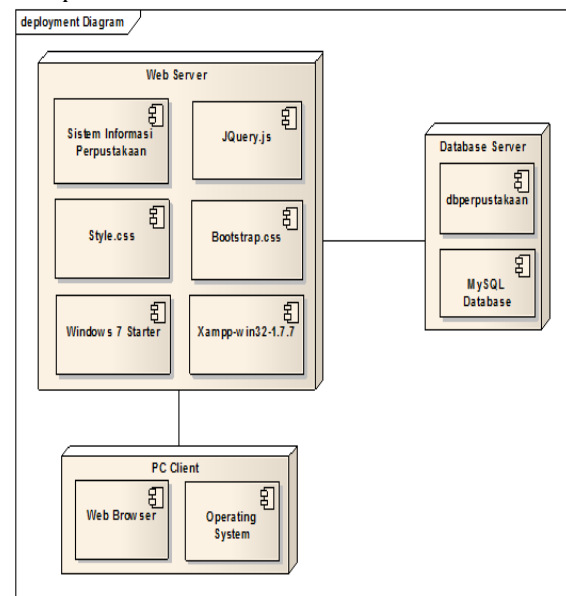 deployment Diagram
Web Server
Sistem Informasi
Perpustakaan
JQuery.js
Style.css
Bootstrap.css
Windows 7 Starter
Xampp-win32-1.7.7
Database Server
dbperpustakaan
MySQL
Database
PC Client
Web Browser
Operating
System